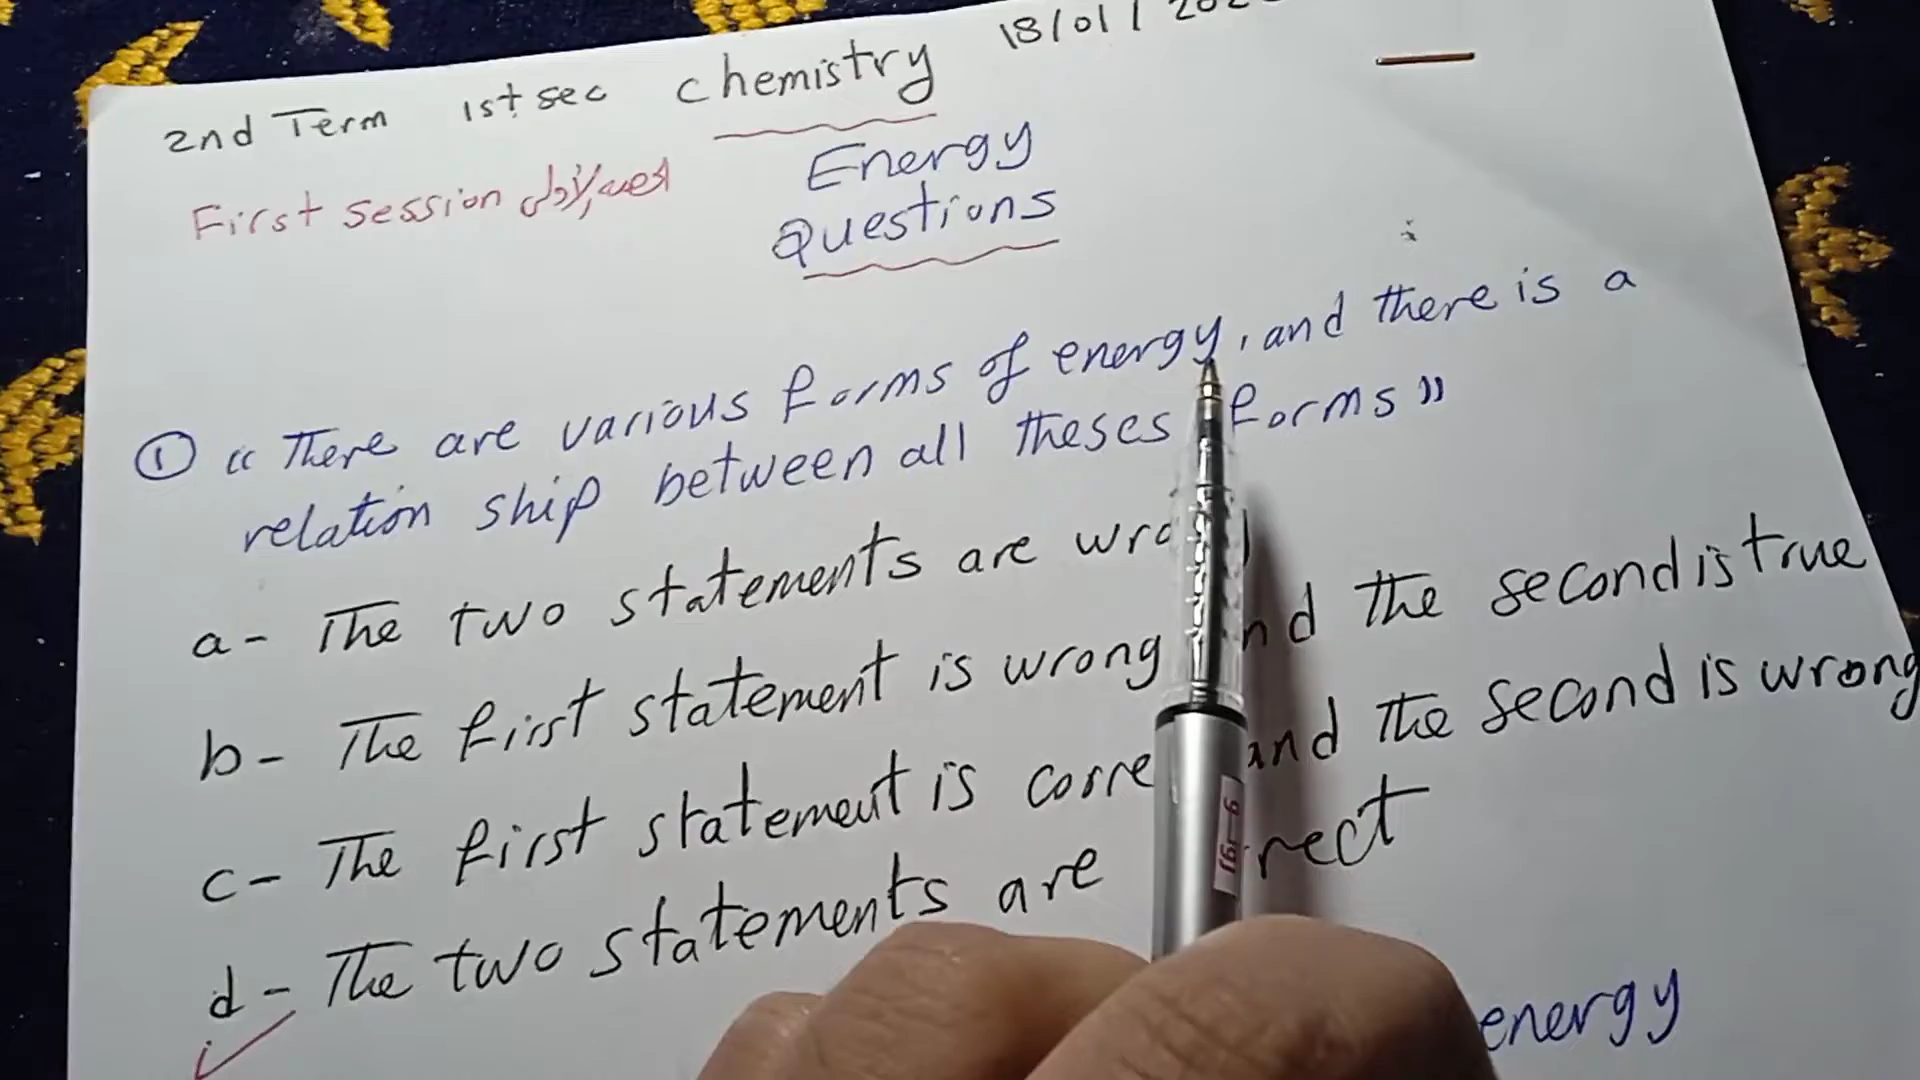 2nd Term 1st sec chemistry 18/01/
First session
Energy
Questions
① “There are various forms of energy, and there is a
relation ship between all theses forms”
a- The two statements are
b- The first statement is wrong and the second is true
c- The first statement is and the second is wrong
d- The two statements are
energy